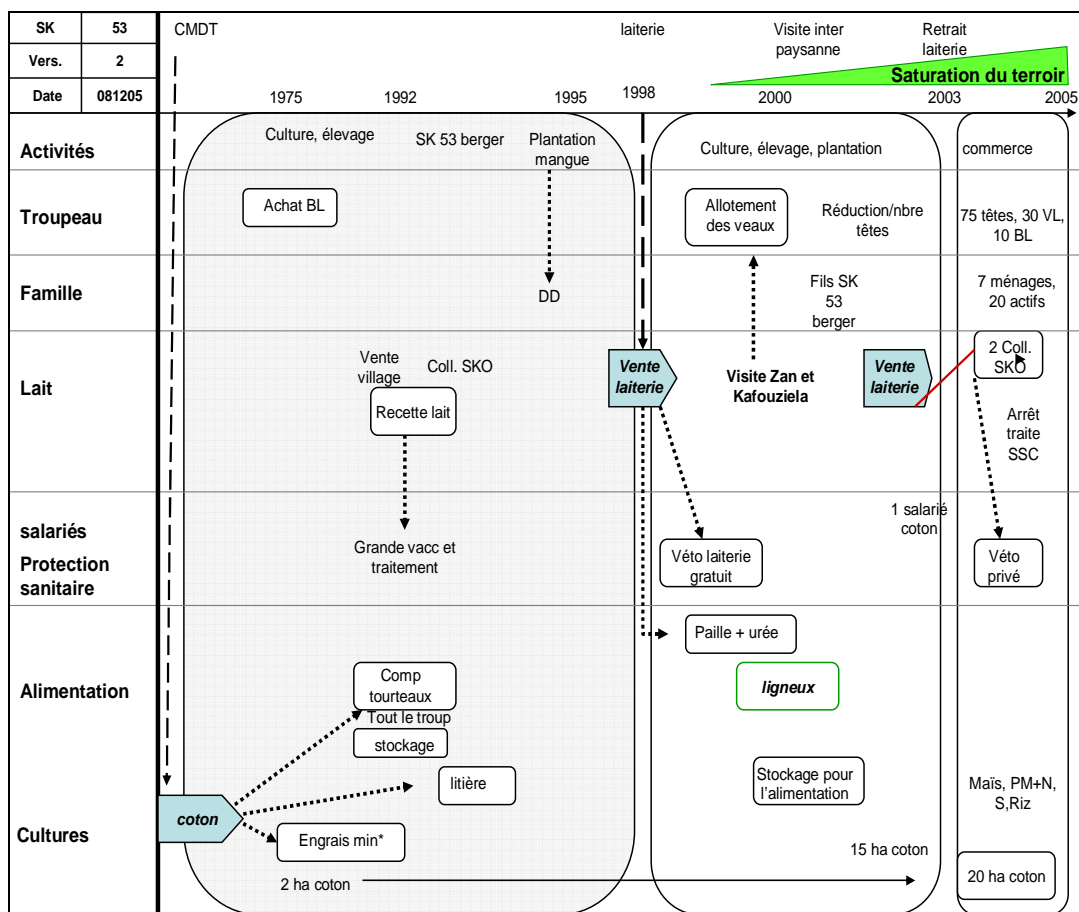 SK 53
Vers. 2
Date 081205
CMDT
laiterie
Visite inter
paysanne
Retrait
laiterie
Saturation du terroir
1975 1992 1995 1998 2000 2003 2005
Activités
Culture, élevage
SK 53 berger
Plantation
mangue
Culture, élevage, plantation
commerce
Troupeau
Achat BL
Allotement
des veaux
Réduction/nbre
têtes
75 têtes, 30 VL,
10 BL
Famille
DD
Fils SK
53
berger
7 ménages,
20 actifs
Lait
Vente
village
Coll. SKO
Recette lait
Vente
laiterie
Visite Zan et
Kafouziela
Vente
laiterie
2 Coll.
SKO
Arrêt
traite
SSC
salariés
1 salarié
coton
Protection
sanitaire
Grande vacc et
traitement
Véto laiterie
gratuit
Véto
privé
Alimentation
Paille + urée
Comp
tourteaux
Tout le troup
stockage
ligneux
litière
Stockage pour
l'alimentation
Maïs, PM+N,
S,Riz
Cultures
coton
Engrais min*
2 ha coton
15 ha coton
20 ha coton